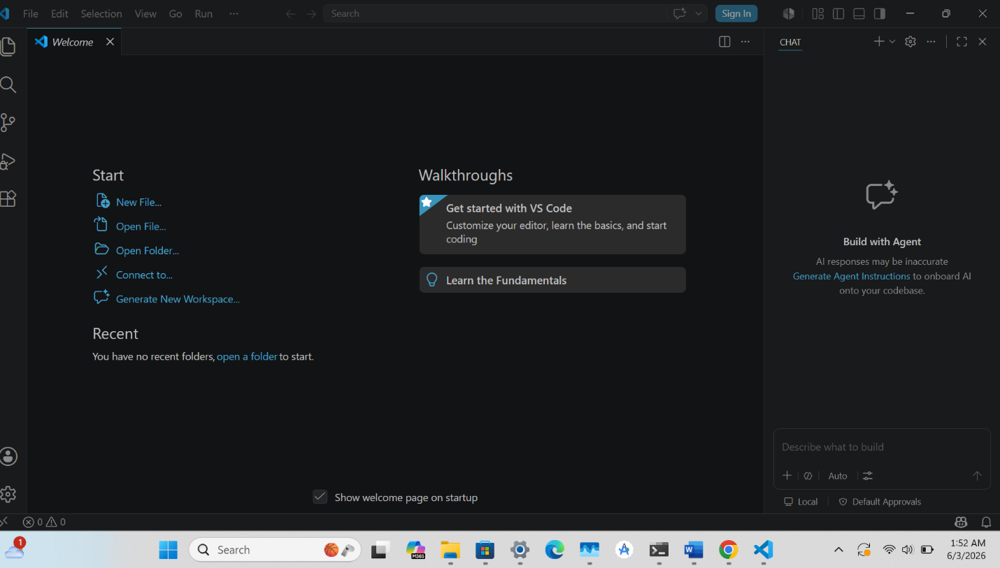 File Edit Selection View Go Run ···
Search
Sign In
Welcome
CHAT
Start
New File...
Open File...
Open Folder...
Connect to...
Generate New Workspace...
Recent
You have no recent folders, open a folder to start.
Walkthroughs
Get started with VS Code
Customize your editor, learn the basics, and start
coding
Learn the Fundamentals
Show welcome page on startup
Build with Agent
AI responses may be inaccurate
Generate Agent Instructions to onboard AI
onto your codebase.
Describe what to build
Auto
Local
Default Approvals
0 0
1
Search
M365
W
1:52 AM
6/3/2026